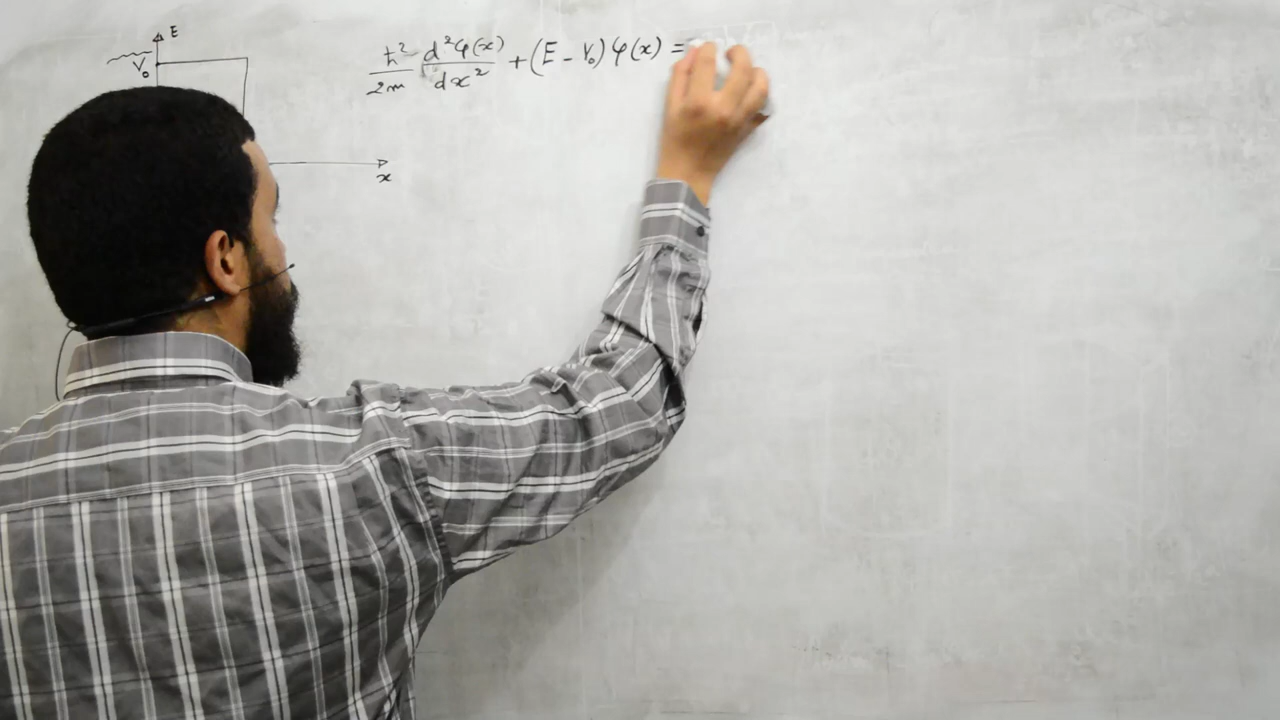 E
V₀
x
ħ²/2m d²φ(x)/dx² + (E - V₀) φ(x) =